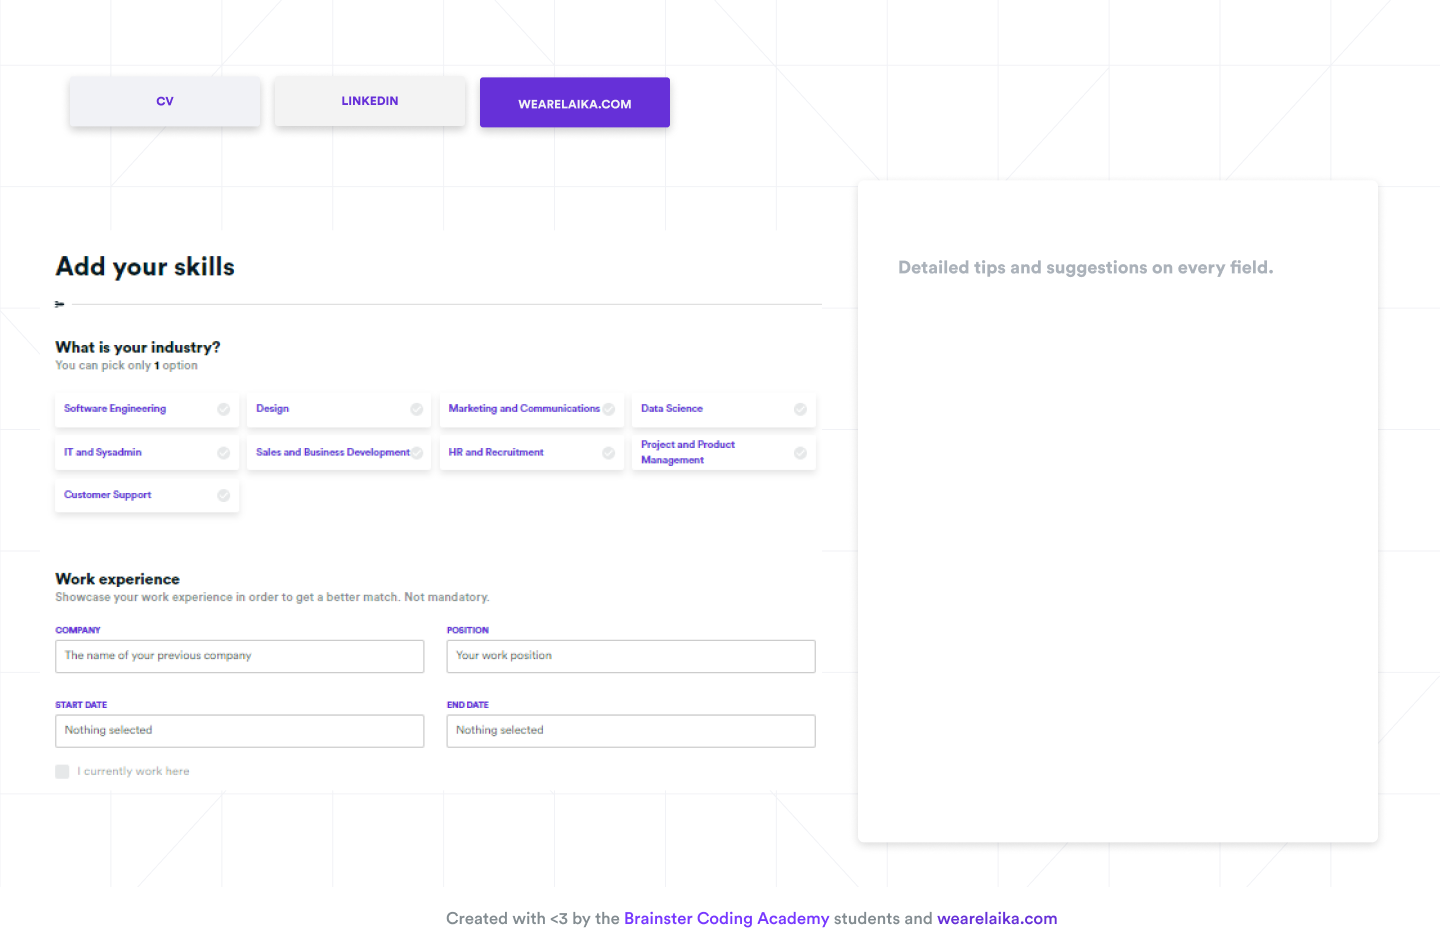 CV
LINKEDIN
WEARELAIKA.COM
Add your skills
Detailed tips and suggestions on every field.
What is your industry?
You can pick only 1 option
Software Engineering
Design
Marketing and Communications
Data Science
IT and Sysadmin
Sales and Business Development
HR and Recruitment
Project and Product
Management
Customer Support
Work experience
Showcase your work experience in order to get a better match. Not mandatory.
COMPANY
POSITION
The name of your previous company
Your work position
START DATE
END DATE
Nothing selected
Nothing selected
I currently work here
Created with <3 by the Brainster Coding Academy students and wearelaika.com